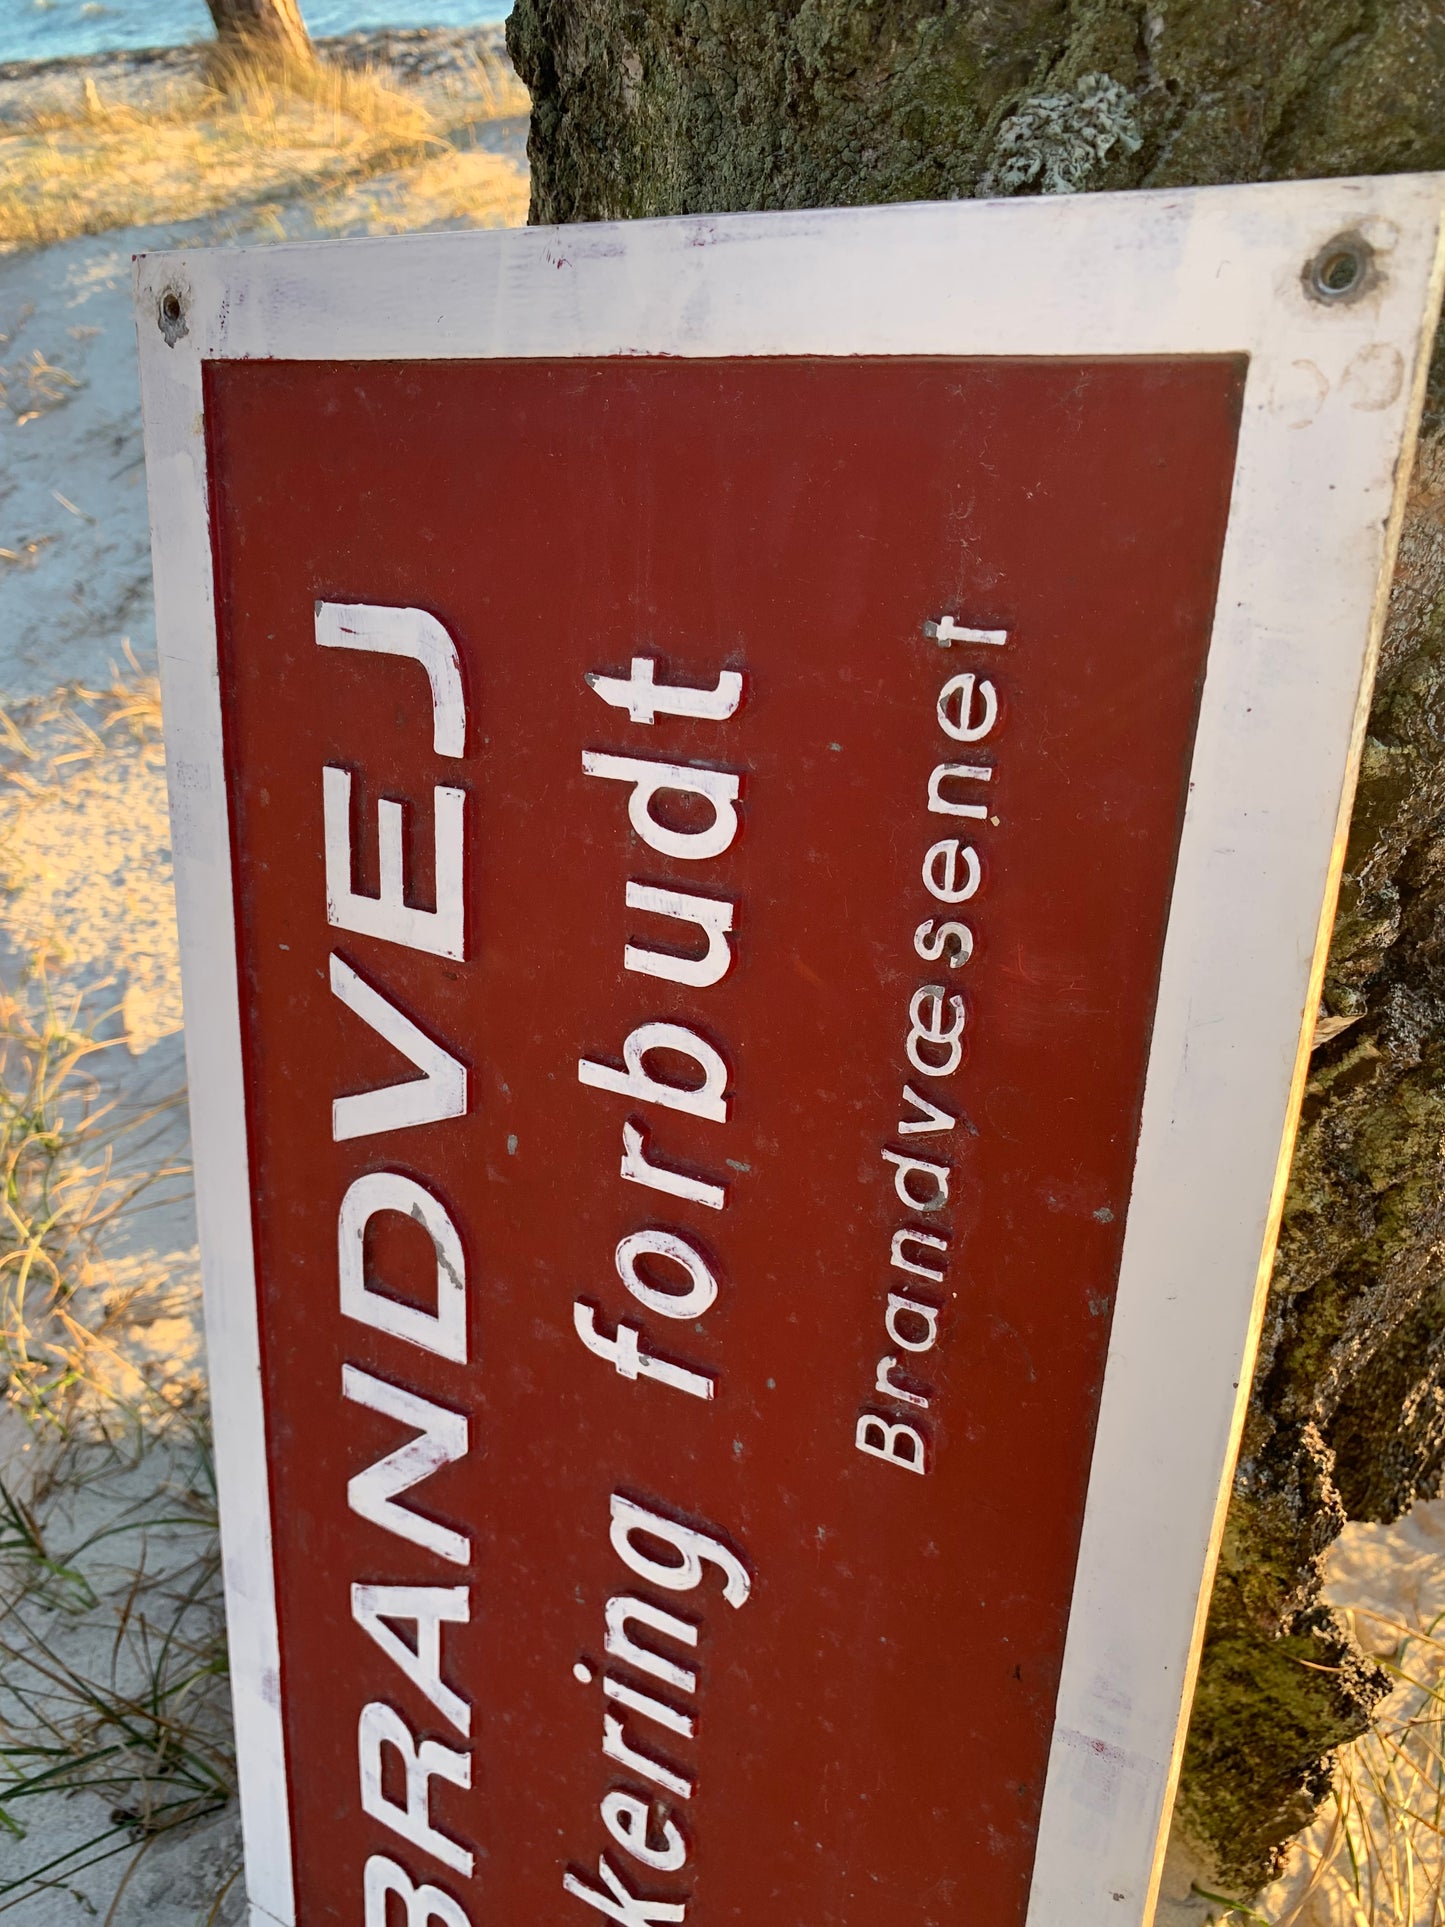 BRANDVEJ
kering forbudt
Brandvæsenet